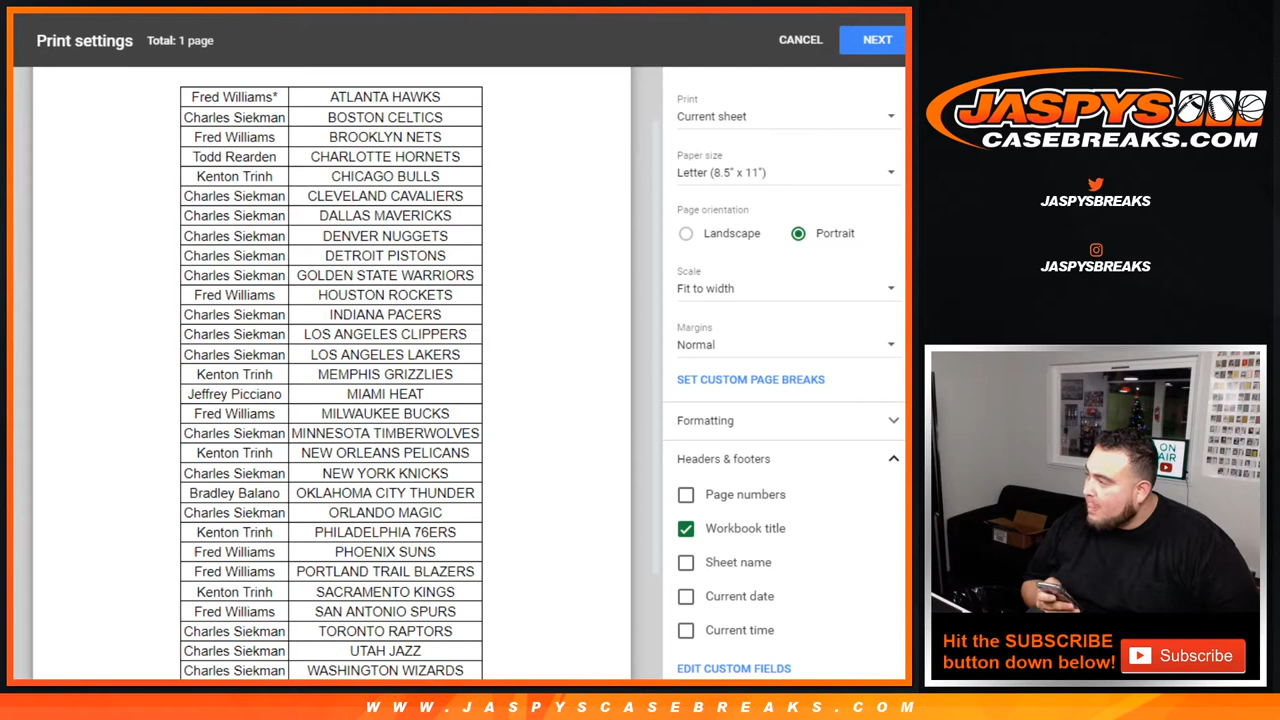 Print settings Total: 1 page CANCEL NEXT
Fred Williams* ATLANTA HAWKS
Charles Siekman BOSTON CELTICS
Fred Williams BROOKLYN NETS
Todd Rearden CHARLOTTE HORNETS
Kenton Trinh CHICAGO BULLS
Charles Siekman CLEVELAND CAVALIERS
Charles Siekman DALLAS MAVERICKS
Charles Siekman DENVER NUGGETS
Charles Siekman DETROIT PISTONS
Charles Siekman GOLDEN STATE WARRIORS
Fred Williams HOUSTON ROCKETS
Charles Siekman INDIANA PACERS
Charles Siekman LOS ANGELES CLIPPERS
Charles Siekman LOS ANGELES LAKERS
Kenton Trinh MEMPHIS GRIZZLIES
Jeffrey Picciano MIAMI HEAT
Fred Williams MILWAUKEE BUCKS
Charles Siekman MINNESOTA TIMBERWOLVES
Kenton Trinh NEW ORLEANS PELICANS
Charles Siekman NEW YORK KNICKS
Bradley Balano OKLAHOMA CITY THUNDER
Charles Siekman ORLANDO MAGIC
Kenton Trinh PHILADELPHIA 76ERS
Fred Williams PHOENIX SUNS
Fred Williams PORTLAND TRAIL BLAZERS
Kenton Trinh SACRAMENTO KINGS
Fred Williams SAN ANTONIO SPURS
Charles Siekman TORONTO RAPTORS
Charles Siekman UTAH JAZZ
Charles Siekman WASHINGTON WIZARDS
Print
Current sheet
Paper size
Letter (8.5" x 11")
Page orientation
Landscape Portrait
Scale
Fit to width
Margins
Normal
SET CUSTOM PAGE BREAKS
Formatting
Headers & footers
Page numbers
Workbook title
Sheet name
Current date
Current time
EDIT CUSTOM FIELDS
JASPYS
CASEBREAKS.COM
JASPYSBREAKS
JASPYSBREAKS
ON
AIR
Hit the SUBSCRIBE
button down below!
Subscribe
WWW.JASPYSCASEBREAKS.COM